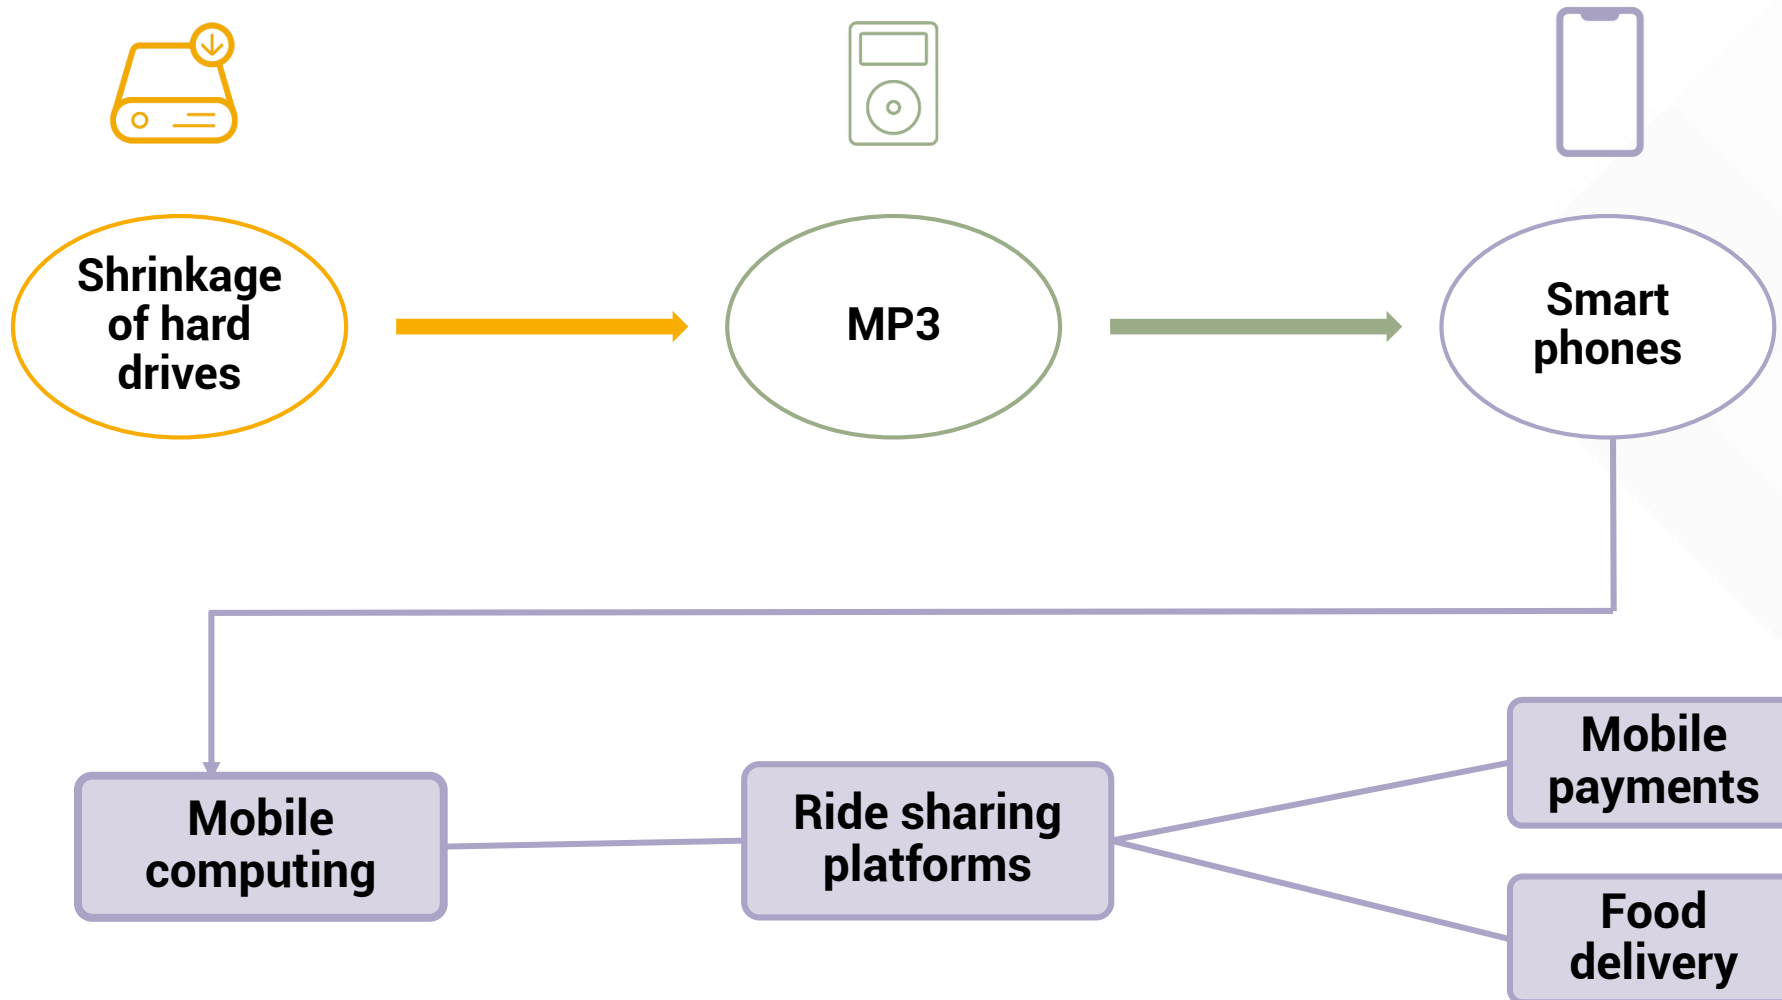 Shrinkage
of hard
drives
MP3
Smart
phones
Mobile
computing
Ride sharing
platforms
Mobile
payments
Food
delivery